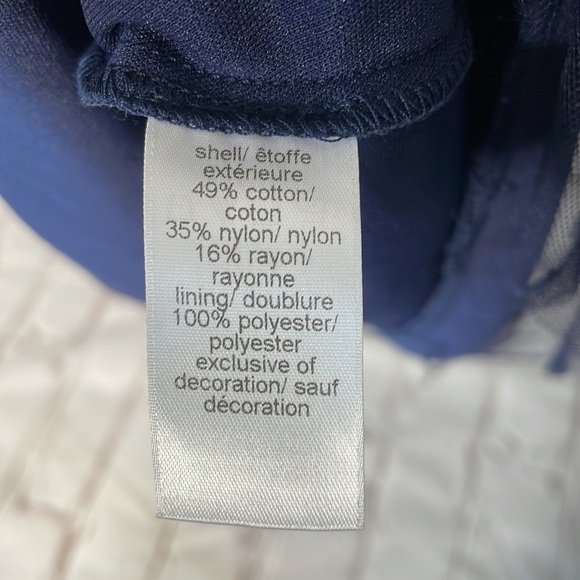 shell/ êtoffe
extérieure
49% cotton/
coton
35% nylon/ nylon
16% rayon/
rayonne
lining/ doublure
100% polyester/
polyester
exclusive of
decoration/ sauf
décoration